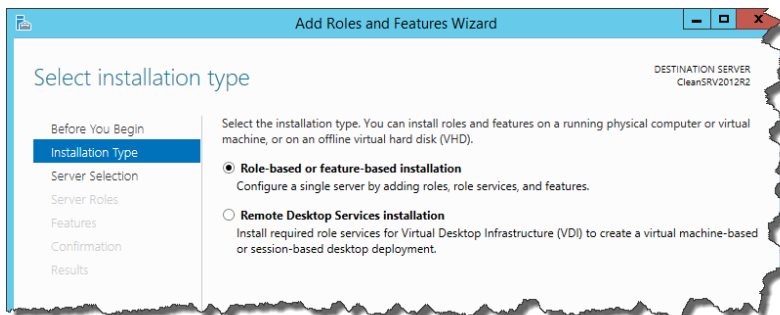 Add Roles and Features Wizard
Select installation type
DESTINATION SERVER
CleanSRV2012R2
Before You Begin
Installation Type
Server Selection
Server Roles
Features
Confirmation
Results
Select the installation type. You can install roles and features on a running physical computer or virtual
machine, or on an offline virtual hard disk (VHD).
Role-based or feature-based installation
Configure a single server by adding roles, role services, and features.
Remote Desktop Services installation
Install required role services for Virtual Desktop Infrastructure (VDI) to create a virtual machine-based
or session-based desktop deployment.